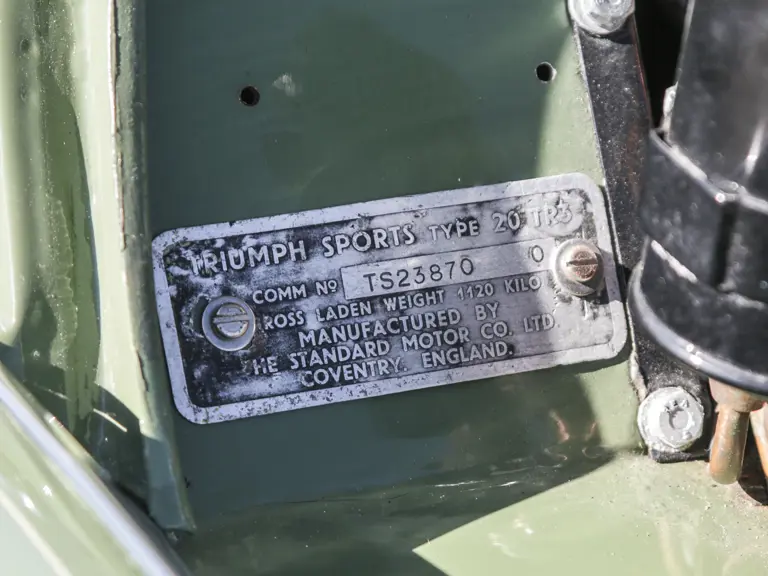 TRIUMPH SPORTS TYPE 20 TR3
COMM Nº TS23870 O
ROSS LADEN WEIGHT 1120 KILO
MANUFACTURED BY
HE STANDARD MOTOR CO. LTD.
COVENTRY. ENGLAND.